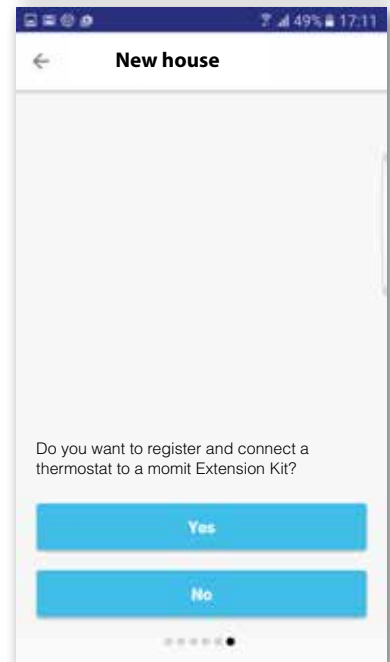 49% 17:11
New house
Do you want to register and connect a
thermostat to a momit Extension Kit?
Yes
No